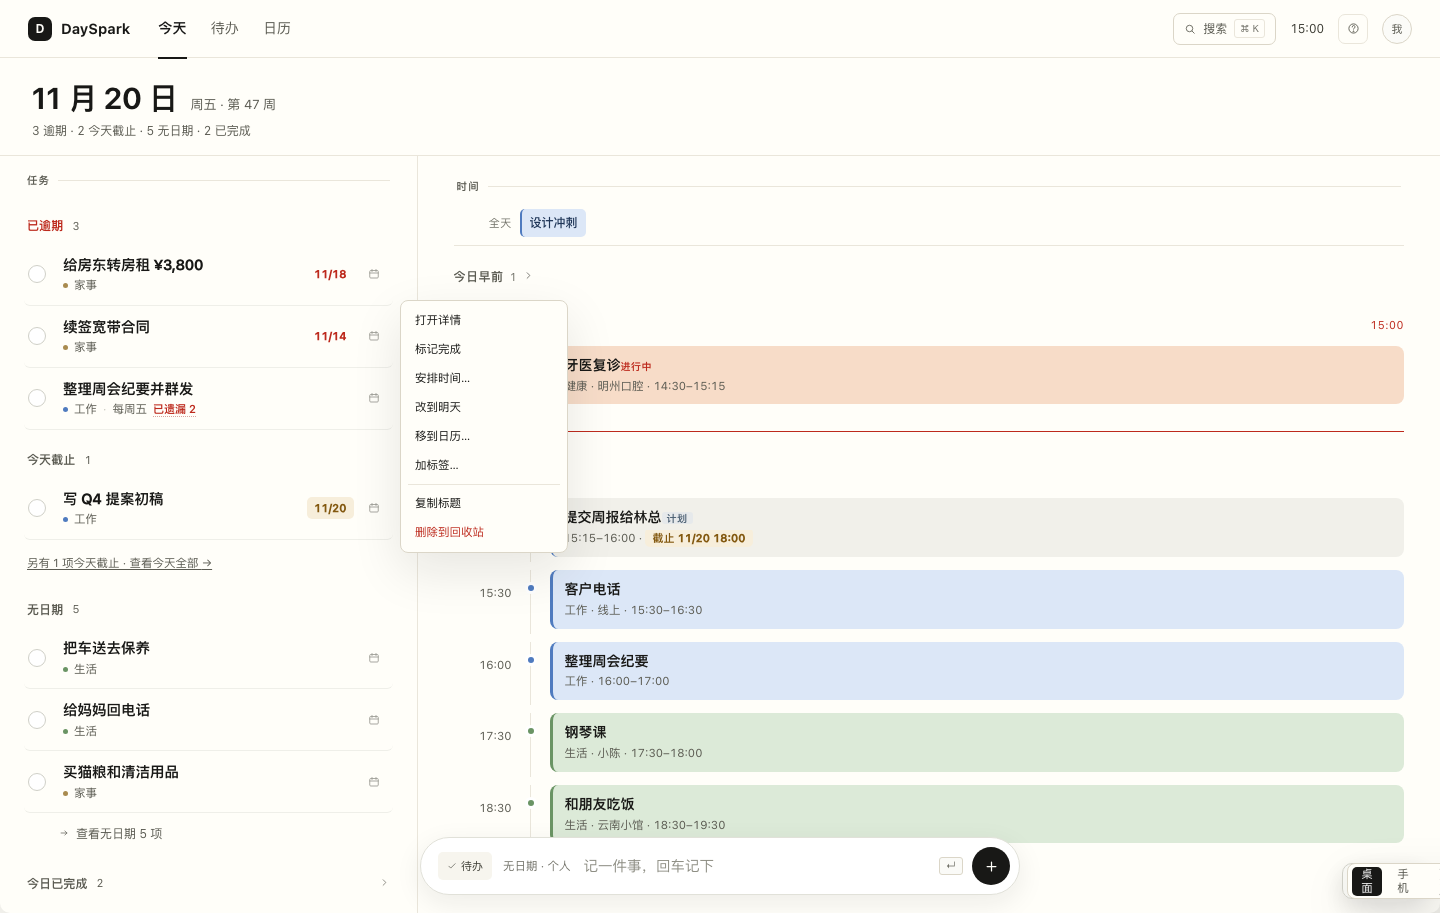 D DaySpark 今天 待办 日历 搜索 ⌘ K 15:00 我
11 月 20 日 周五 · 第 47 周
3 逾期 · 2 今天截止 · 5 无日期 · 2 已完成
任务
已逾期 3
给房东转房租 ¥3,800 11/18
家事
续签宽带合同 11/14
家事
整理周会纪要并群发
工作 · 每周五 已遗漏 2
今天截止 1
写 Q4 提案初稿 11/20
工作
另有 1 项今天截止 · 查看今天全部 →
无日期 5
把车送去保养
生活
给妈妈回电话
生活
买猫粮和清洁用品
家事
→ 查看无日期 5 项
今日已完成 2
打开详情
标记完成
安排时间...
改到明天
移到日历...
加标签...
复制标题
删除到回收站
时间
全天 设计冲刺
今日早前 1
15:00
牙医复诊进行中
健康 · 明州口腔 · 14:30–15:15
提交周报给林总 计划
15:15–16:00 · 截止 11/20 18:00
15:30 客户电话
工作 · 线上 · 15:30–16:30
16:00 整理周会纪要
工作 · 16:00–17:00
17:30 钢琴课
生活 · 小陈 · 17:30–18:00
18:30 和朋友吃饭
生活 · 云南小馆 · 18:30–19:30
待办 无日期 · 个人 记一件事，回车记下
桌面 手机